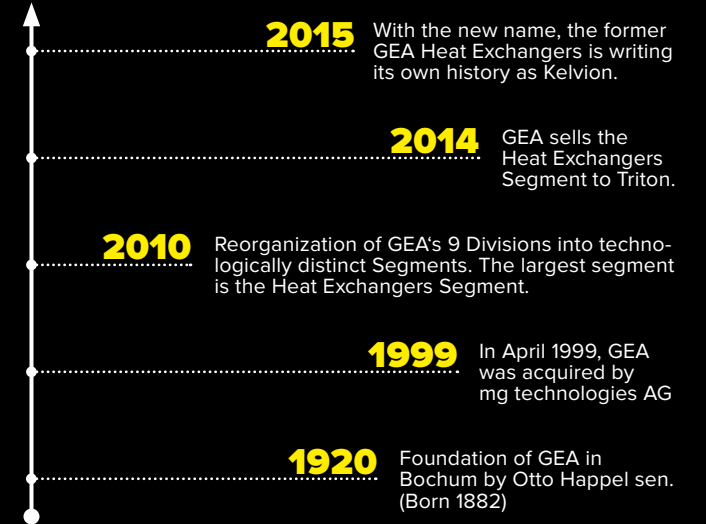 2015
With the new name, the former
GEA Heat Exchangers is writing
its own history as Kelvion.
2014
GEA sells the
Heat Exchangers
Segment to Triton.
2010
Reorganization of GEA‘s 9 Divisions into techno-
logically distinct Segments. The largest segment
is the Heat Exchangers Segment.
1999
In April 1999, GEA
was acquired by
mg technologies AG
1920
Foundation of GEA in
Bochum by Otto Happel sen.
(Born 1882)